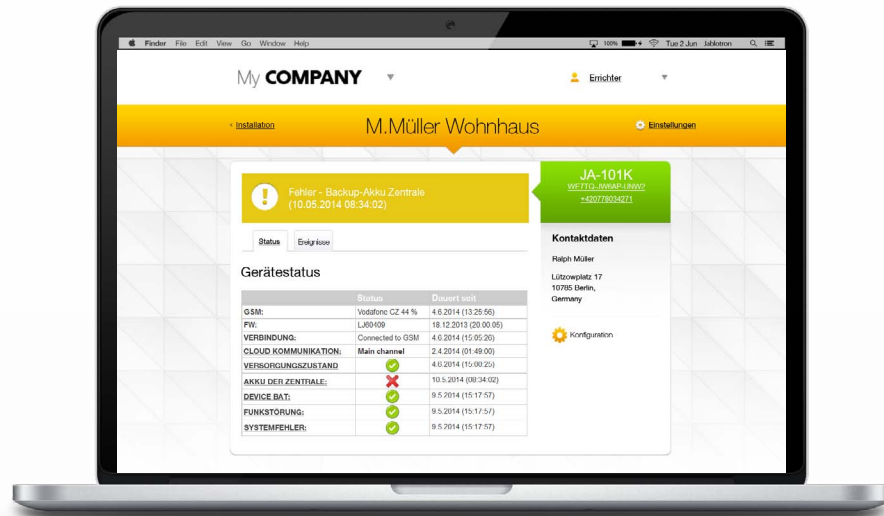 Finder File Edit View Go Window Help 100% Tue 2 Jun Jablotron
My COMPANY
Errichter
Installation
M.Müller Wohnhaus
Einstellungen
Fehler - Backup-Akku Zentrale
(10.05.2014 08:34:02)
JA-101K
WF7TQ-JW6AP-UNW2
+420778034271
Status Ereignisse
Gerätestatus
Status Dauert seit
GSM: Vodafone CZ 44 % 4.6.2014 (13:25:56)
FW: LJ60409 18.12.2013 (20:00:05)
VERBINDUNG: Connected to GSM 4.6.2014 (15:05:26)
CLOUD KOMMUNIKATION: Main channel 2.4.2014 (01:49:00)
VERSORGUNGSZUSTAND 4.6.2014 (15:00:25)
AKKU DER ZENTRALE: 10.5.2014 (08:34:02)
DEVICE BAT: 9.5.2014 (15:17:57)
FUNKSTÖRUNG: 9.5.2014 (15:17:57)
SYSTEMFEHLER: 9.5.2014 (15:17:57)
Kontaktdaten
Ralph Müller
Lützowplatz 17
10785 Berlin,
Germany
Konfiguration